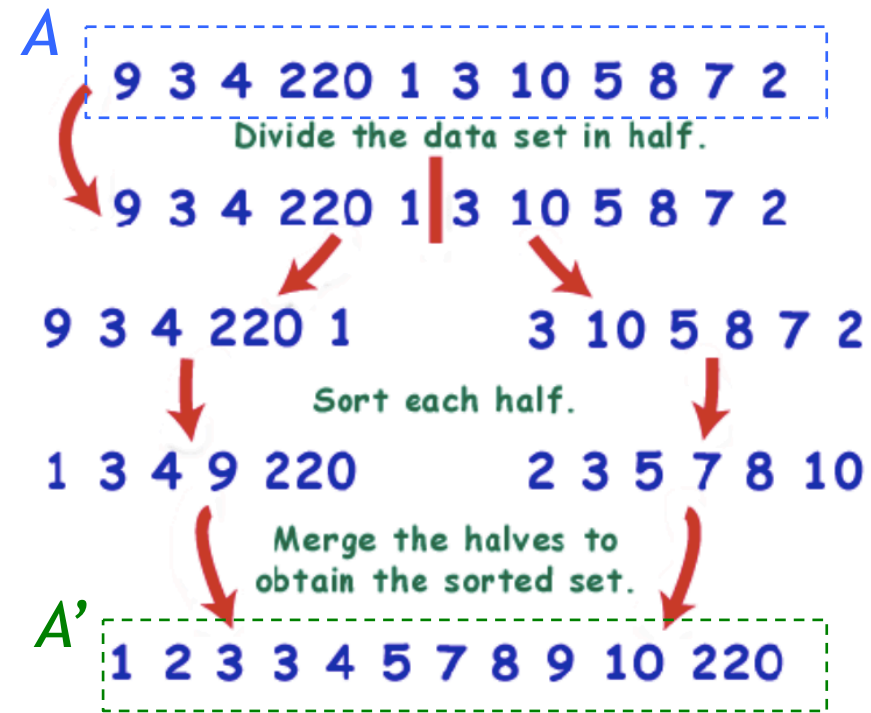 A
9 3 4 220 1 3 10 5 8 7 2
Divide the data set in half.
9 3 4 220 1 3 10 5 8 7 2
9 3 4 220 1 3 10 5 8 7 2
Sort each half.
1 3 4 9 220 2 3 5 7 8 10
Merge the halves to
obtain the sorted set.
A’
1 2 3 3 4 5 7 8 9 10 220